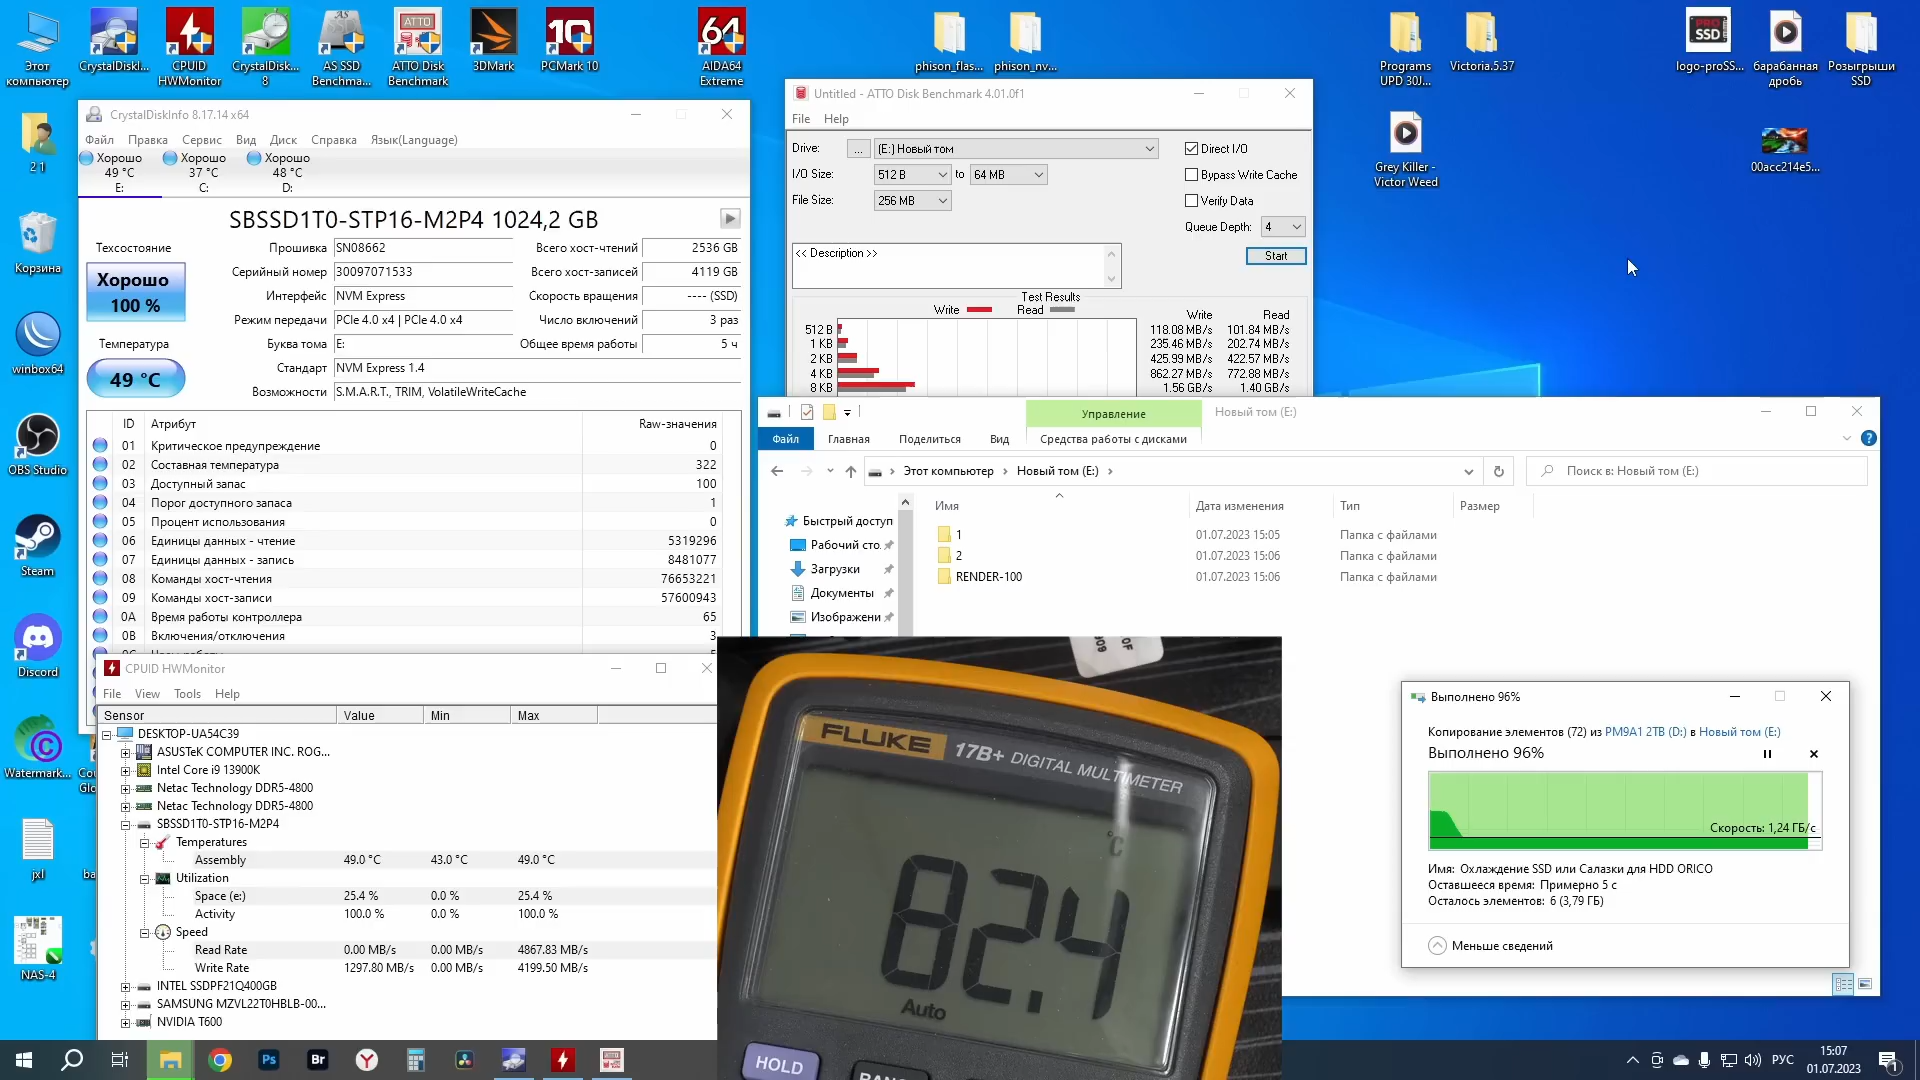 Этот
компьютер
CrystalDiskI...
CPUID
HWMonitor
CrystalDisk...
8
AS SSD
Benchma...
ATTO Disk
Benchmark
3DMark
PCMark 10
AIDA64
Extreme
phison_flas...
phison_nv...
Programs
UPD 30J...
Victoria.5.37
logo-proSS...
барабанная
дробь
Розыгрыши
SSD
Grey Killer -
Victor Weed
00acc214e5...
2 1
Корзина
winbox64
OBS Studio
Steam
Discord
Watermark...
jxl
NAS-4
CrystalDiskInfo 8.17.14 x64
Файл Правка Сервис Вид Диск Справка Язык(Language)
Хорошо Хорошо Хорошо
49 °C 37 °C 48 °C
E: C: D:
SBSSD1T0-STP16-M2P4 1024,2 GB
Техсостояние
Хорошо
100 %
Температура
49 °C
Прошивка SN08662 Всего хост-чтений 2536 GB
Серийный номер 30097071533 Всего хост-записей 4119 GB
Интерфейс NVM Express Скорость вращения ---- (SSD)
Режим передачи PCIe 4.0 x4 | PCIe 4.0 x4 Число включений 3 раз
Буква тома E: Общее время работы 5 ч
Стандарт NVM Express 1.4
Возможности S.M.A.R.T., TRIM, VolatileWriteCache
ID Атрибут Raw-значения
01 Критическое предупреждение 0
02 Составная температура 322
03 Доступный запас 100
04 Порог доступного запаса 1
05 Процент использования 0
06 Единицы данных - чтение 5319296
07 Единицы данных - запись 8481077
08 Команды хост-чтения 76653221
09 Команды хост-записи 57600943
0A Время работы контроллера 65
0B Включения/отключения 3
Untitled - ATTO Disk Benchmark 4.01.0f1
File Help
Drive: ... (E:) Новый том
I/O Size: 512 B to 64 MB
File Size: 256 MB
Direct I/O
Bypass Write Cache
Verify Data
Queue Depth: 4
<< Description >>
Start
Test Results
Write Read
Write Read
512 B 118.08 MB/s 101.84 MB/s
1 KB 235.46 MB/s 202.74 MB/s
2 KB 425.99 MB/s 422.57 MB/s
4 KB 862.27 MB/s 772.88 MB/s
8 KB 1.56 GB/s 1.40 GB/s
Управление Новый том (E:)
Файл Главная Поделиться Вид Средства работы с дисками
Этот компьютер Новый том (E:)
Поиск в: Новый том (E:)
Быстрый доступ
Рабочий сто.
Загрузки
Документы
Изображени
Имя Дата изменения Тип Размер
1 01.07.2023 15:05 Папка с файлами
2 01.07.2023 15:06 Папка с файлами
RENDER-100 01.07.2023 15:06 Папка с файлами
CPUID HWMonitor
File View Tools Help
Sensor Value Min Max
DESKTOP-UA54C39
ASUSTeK COMPUTER INC. ROG...
Intel Core i9 13900K
Netac Technology DDR5-4800
Netac Technology DDR5-4800
SBSSD1T0-STP16-M2P4
Temperatures
Assembly 49.0 °C 43.0 °C 49.0 °C
Utilization
Space (e:) 25.4 % 0.0 % 25.4 %
Activity 100.0 % 0.0 % 100.0 %
Speed
Read Rate 0.00 MB/s 0.00 MB/s 4867.83 MB/s
Write Rate 1297.80 MB/s 0.00 MB/s 4199.50 MB/s
INTEL SSDPF21Q400GB
SAMSUNG MZVL22T0HBLB-00...
NVIDIA T600
FLUKE 17B+ DIGITAL MULTIMETER
°C
82.4
Auto
HOLD
Выполнено 96%
Копирование элементов (72) из PM9A1 2TB (D:) в Новый том (E:)
Выполнено 96%
Скорость: 1,24 ГБ/с
Имя: Охлаждение SSD или Салазки для HDD ORICO
Оставшееся время: Примерно 5 с
Осталось элементов: 6 (3,79 ГБ)
Меньше сведений
РУС
15:07
01.07.2023